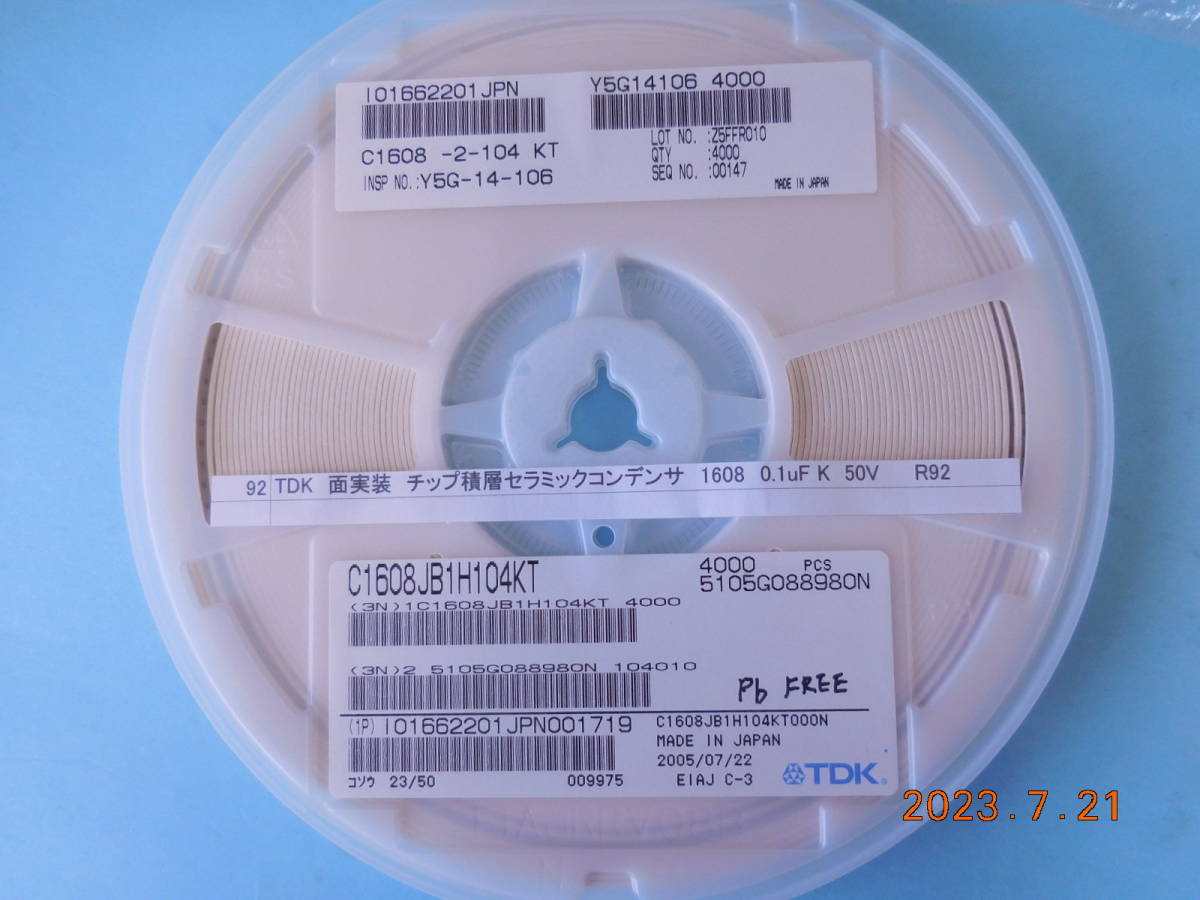 I01662201JPN
Y5G14106 4000
C1608 -2-104 KT
INSP NO.:Y5G-14-106
LOT NO. :Z5FFR010
QTY :4000
SEQ NO. :00147
MADE IN JAPAN
92 TDK 面実装 チップ積層セラミックコンデンサ 1608 0.1uF K 50V R92
C1608JB1H104KT
4000 PCS
5105G088980N
(3N)1C1608JB1H104KT 4000
(3N)2 5105G088980N 104010
Pb FREE
(1P)I01662201JPN001719
C1608JB1H104KT000N
MADE IN JAPAN
2005/07/22
コソウ 23/50 009975
EIAJ C-3
TDK
2023.7.21